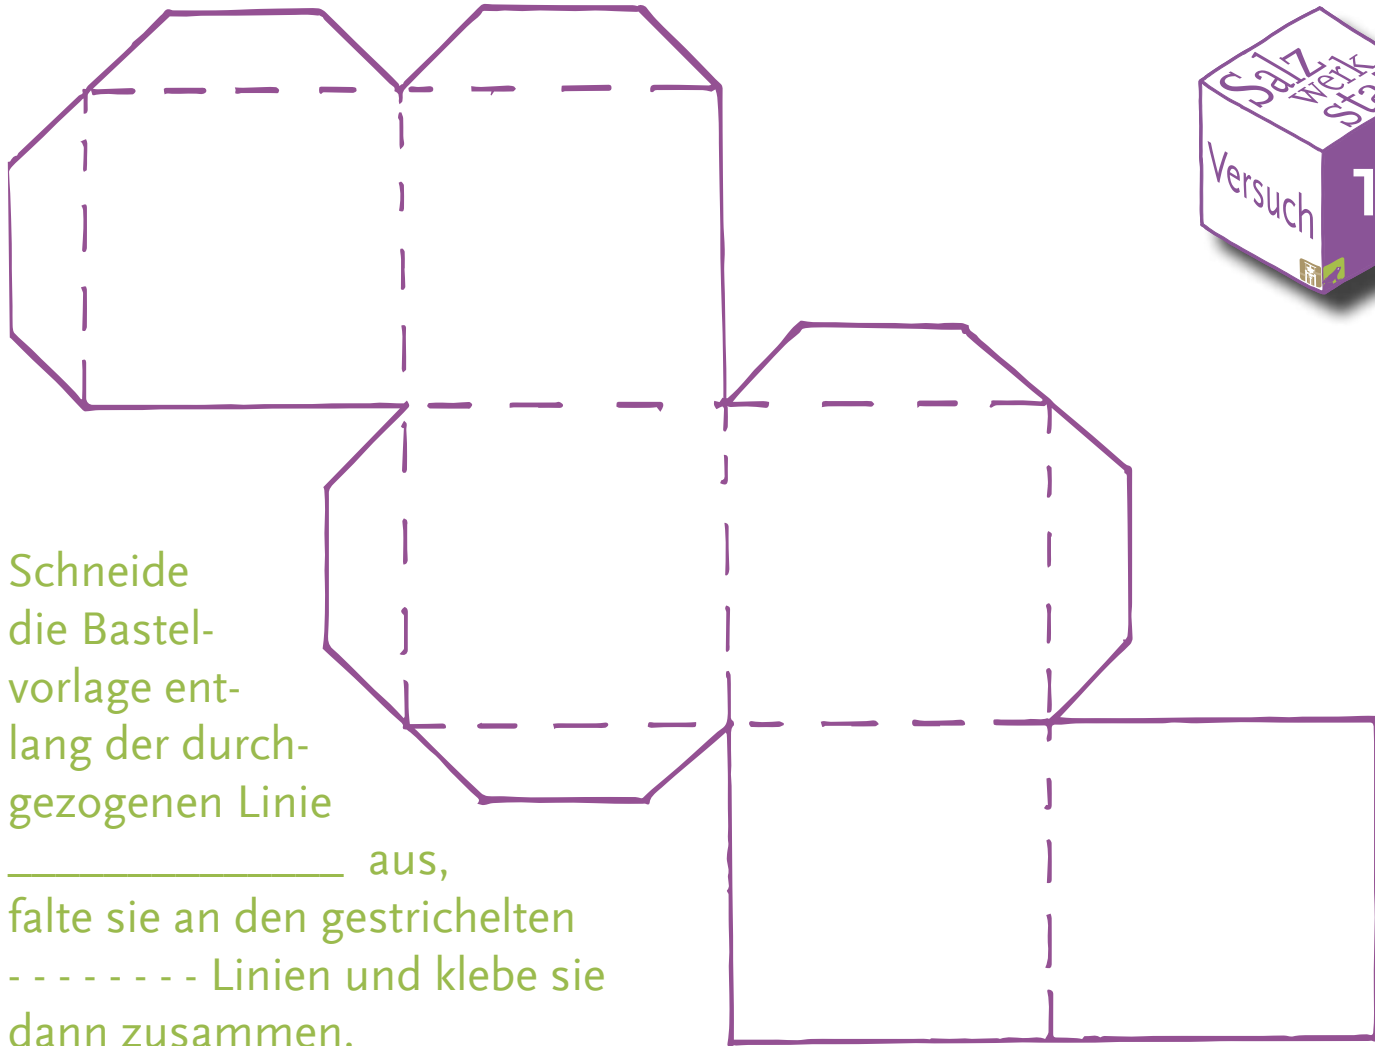 Salz
werk
Versuch
1
Schneide
die Bastel-
vorlage ent-
lang der durch-
gezogenen Linie
______________ aus,
falte sie an den gestrichelten
- - - - - - - - Linien und klebe sie
dann zusammen.